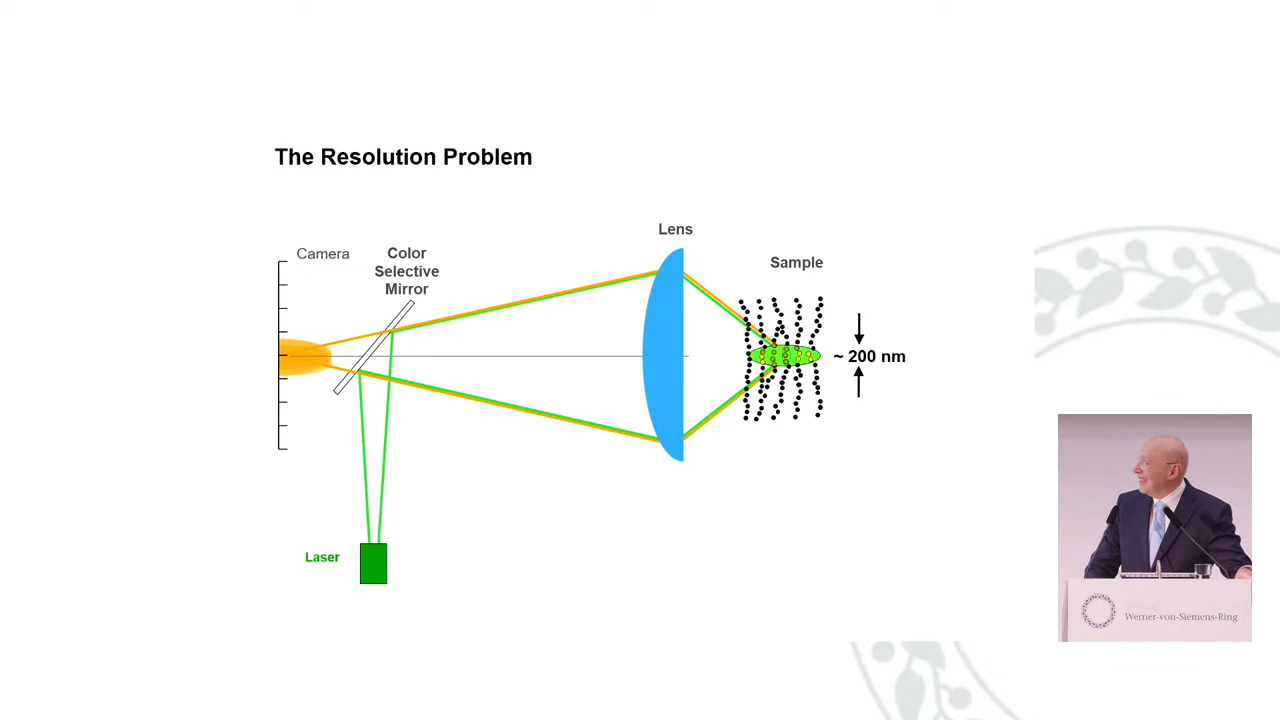 The Resolution Problem
Lens
Camera
Color
Selective
Mirror
Sample
~ 200 nm
Laser
Werner-von-Siemens-Ring